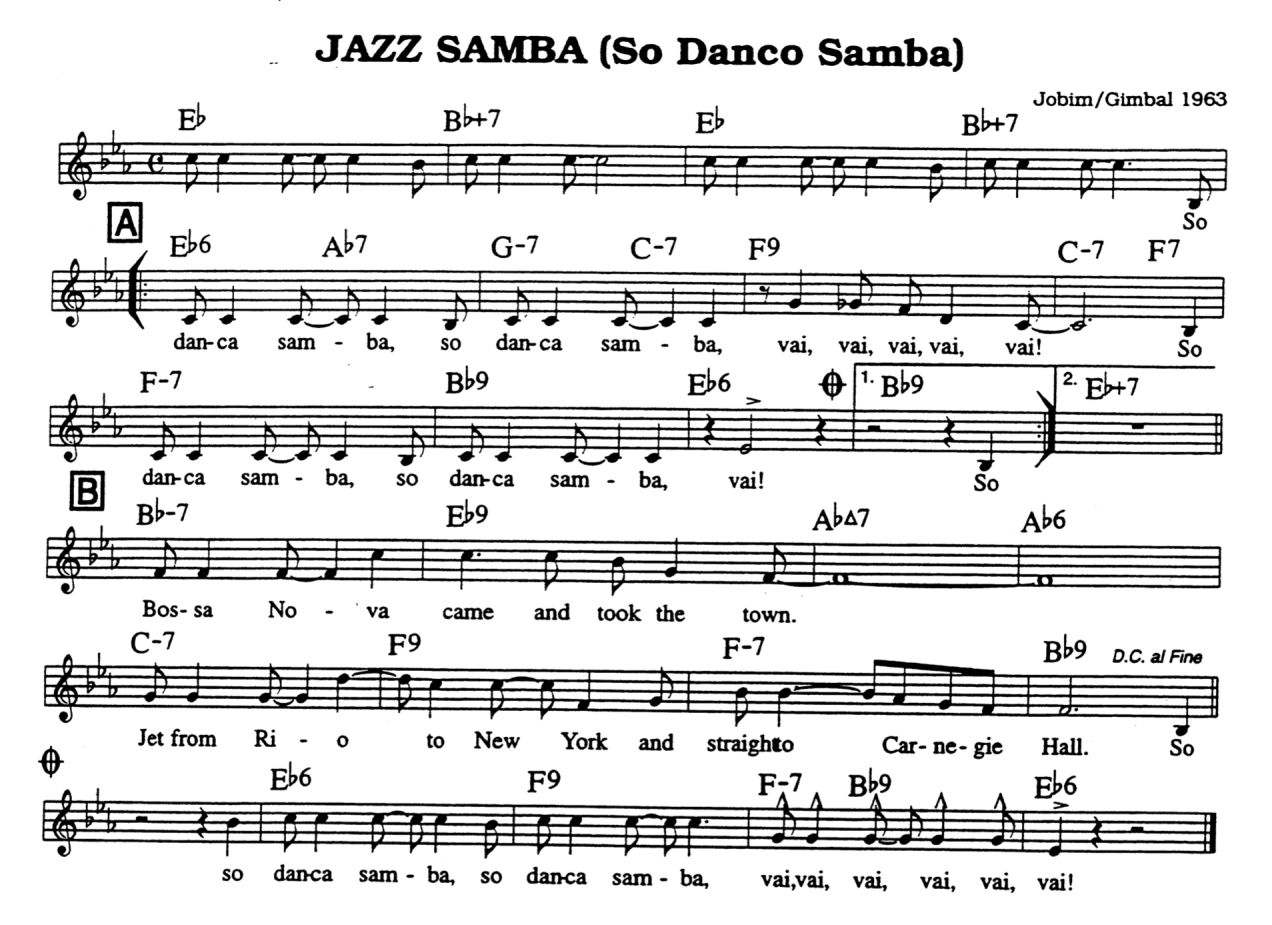 JAZZ SAMBA (So Danco Samba)
Jobim/Gimbal 1963
E♭ B♭+7 E♭ B♭+7
So
A
E♭6 A♭7 G-7 C-7 F9 C-7 F7
dan-ca sam - ba, so dan-ca sam - ba, vai, vai, vai, vai, vai! So
F-7 B♭9 E♭6 1. B♭9 2. E♭+7
dan-ca sam - ba, so dan-ca sam - ba, vai! So
B
B♭-7 E♭9 A♭Δ7 A♭6
Bos- sa No - va came and took the town.
C-7 F9 F-7 B♭9 D.C. al Fine
Jet from Ri - o to New York and straighto Car- ne- gie Hall. So
E♭6 F9 F-7 B♭9 E♭6
so dan-ca sam - ba, so dan-ca sam - ba, vai,vai, vai, vai, vai, vai!